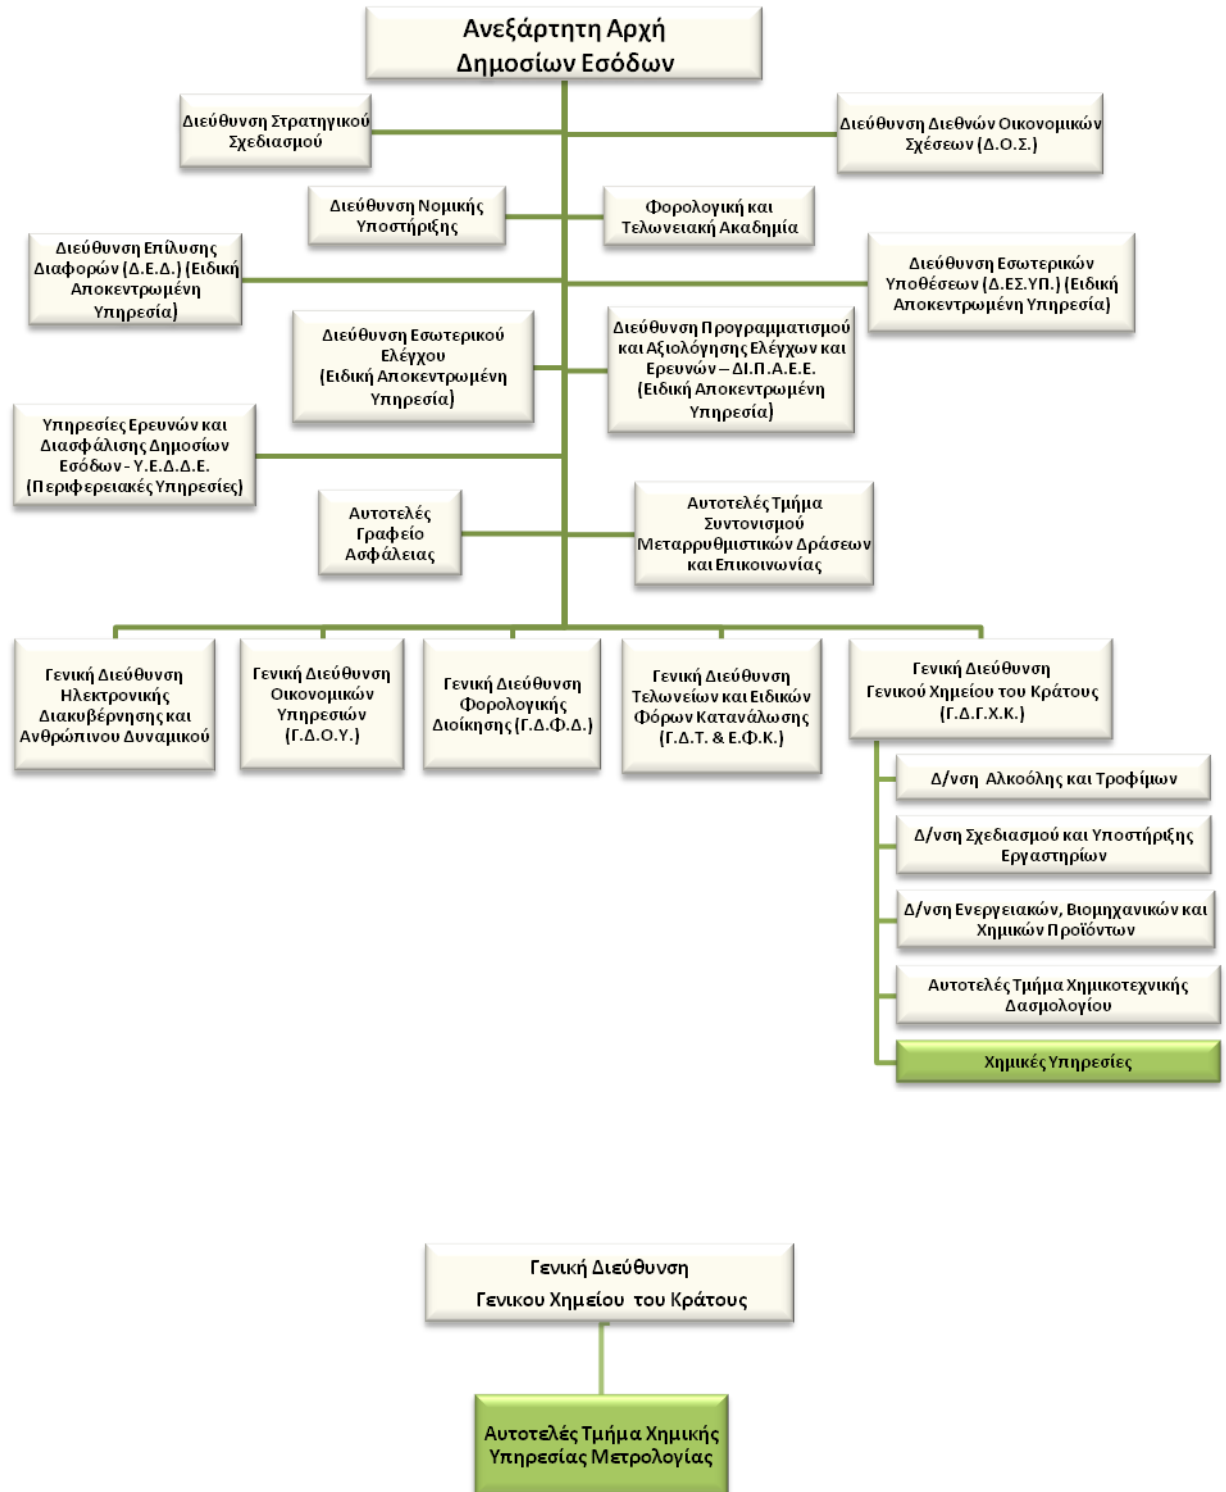 Ανεξάρτητη Αρχή
Δημοσίων Εσόδων
Διεύθυνση Στρατηγικού
Σχεδιασμού
Διεύθυνση Διεθνών Οικονομικών
Σχέσεων (Δ.Ο.Σ.)
Διεύθυνση Νομικής
Υποστήριξης
Φορολογική και
Τελωνειακή Ακαδημία
Διεύθυνση Επίλυσης
Διαφορών (Δ.Ε.Δ.) (Ειδική
Αποκεντρωμένη
Υπηρεσία)
Διεύθυνση Εσωτερικών
Υποθέσεων (Δ.ΕΣ.ΥΠ.) (Ειδική
Αποκεντρωμένη Υπηρεσία)
Διεύθυνση Εσωτερικού
Ελέγχου
(Ειδική Αποκεντρωμένη
Υπηρεσία)
Διεύθυνση Προγραμματισμού
και Αξιολόγησης Ελέγχων και
Ερευνών – ΔΙ.Π.Α.Ε.Ε.
(Ειδική Αποκεντρωμένη
Υπηρεσία)
Υπηρεσίες Ερευνών και
Διασφάλισης Δημοσίων
Εσόδων - Υ.Ε.Δ.Δ.Ε.
(Περιφερειακές Υπηρεσίες)
Αυτοτελές
Γραφείο
Ασφάλειας
Αυτοτελές Τμήμα
Συντονισμού
Μεταρρυθμιστικών Δράσεων
και Επικοινωνίας
Γενική Διεύθυνση
Ηλεκτρονικής
Διακυβέρνησης και
Ανθρώπινου Δυναμικού
Γενική Διεύθυνση
Οικονομικών
Υπηρεσιών
(Γ.Δ.Ο.Υ.)
Γενική Διεύθυνση
Φορολογικής
Διοίκησης (Γ.Δ.Φ.Δ.)
Γενική Διεύθυνση
Τελωνείων και Ειδικών
Φόρων Κατανάλωσης
(Γ.Δ.Τ. & Ε.Φ.Κ.)
Γενική Διεύθυνση
Γενικού Χημείου του Κράτους
(Γ.Δ.Γ.Χ.Κ.)
Δ/νση Αλκοόλης και Τροφίμων
Δ/νση Σχεδιασμού και Υποστήριξης
Εργαστηρίων
Δ/νση Ενεργειακών, Βιομηχανικών και
Χημικών Προϊόντων
Αυτοτελές Τμήμα Χημικοτεχνικής
Δασμολογίου
Χημικές Υπηρεσίες
Γενική Διεύθυνση
Γενικου Χημείου του Κράτους
Αυτοτελές Τμήμα Χημικής
Υπηρεσίας Μετρολογίας